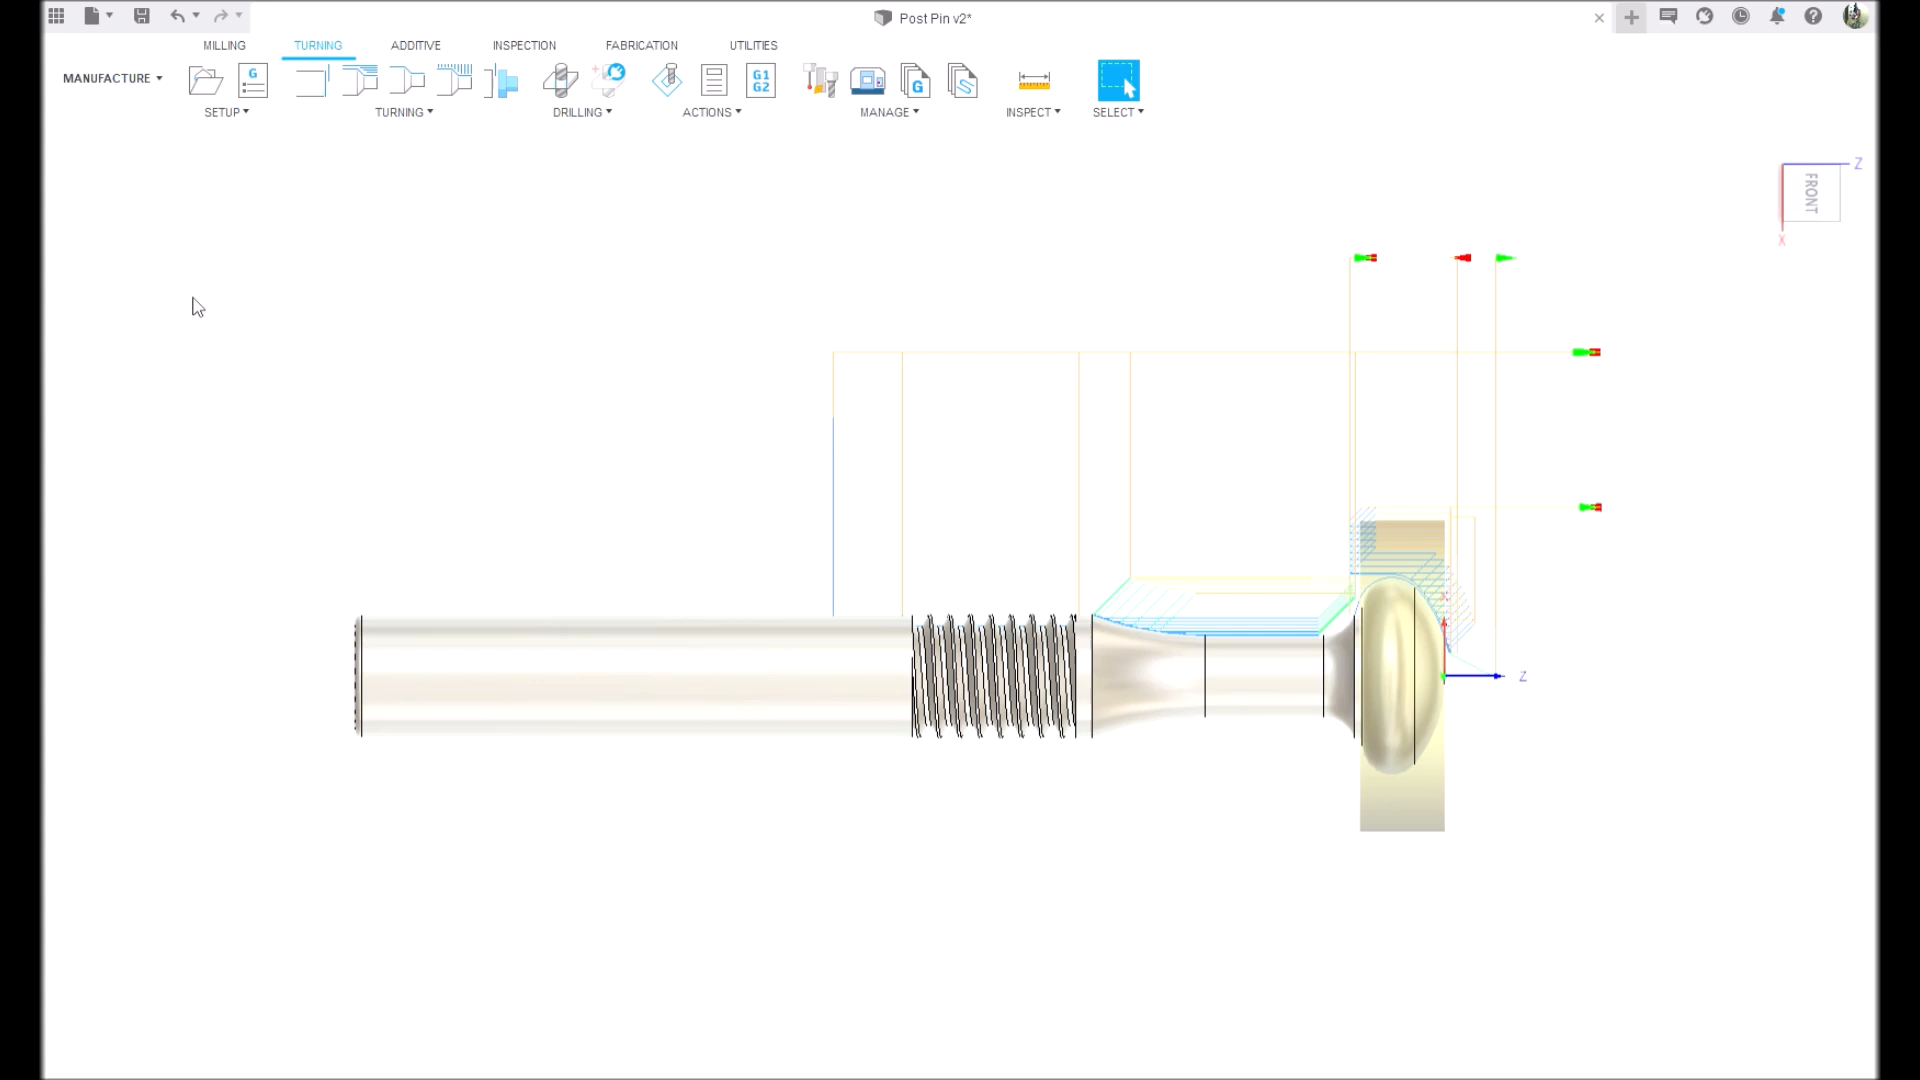 Post Pin v2*
MILLING TURNING ADDITIVE INSPECTION FABRICATION UTILITIES
MANUFACTURE
G
G1
G2
G
SETUP TURNING DRILLING ACTIONS MANAGE INSPECT SELECT
Z
FRONT
X
Z